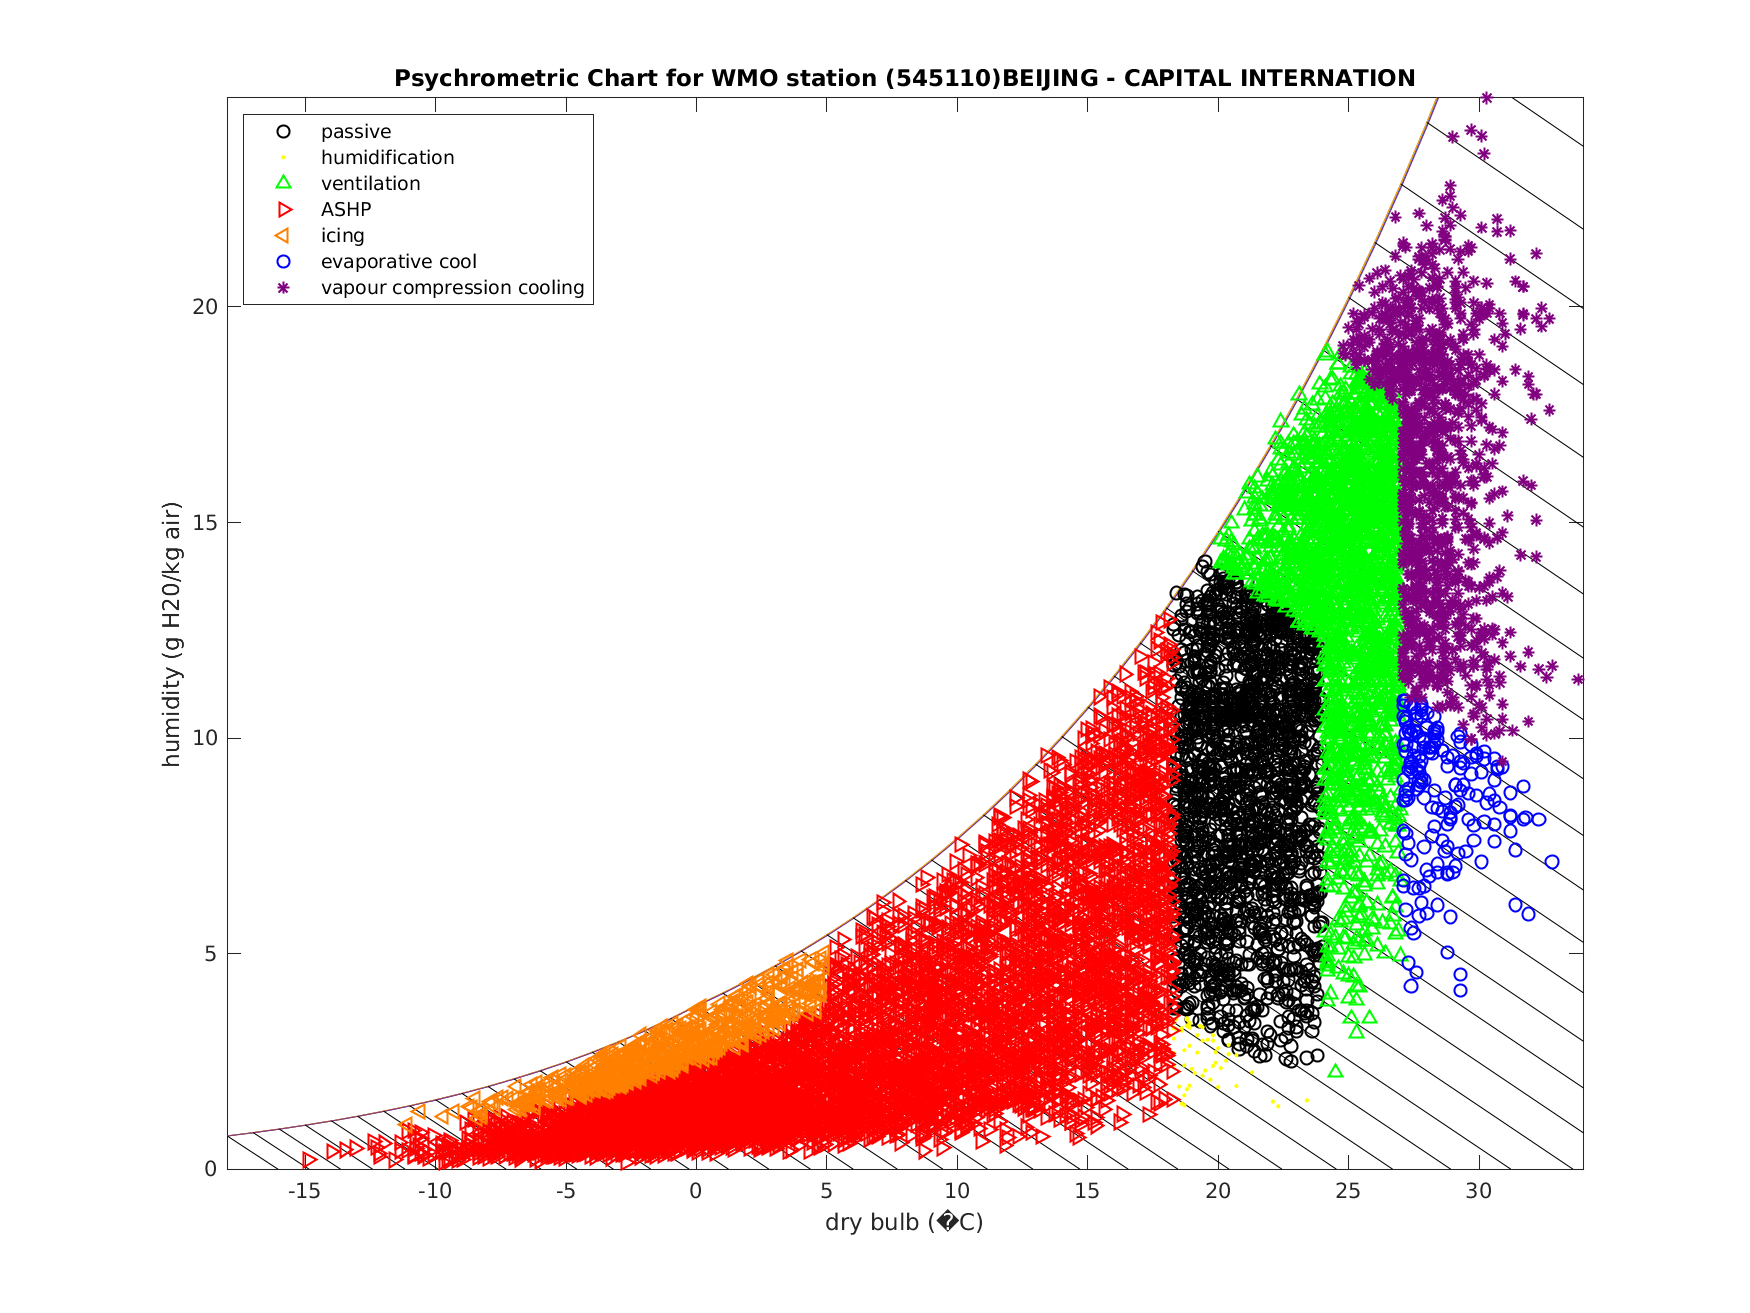 Psychrometric Chart for WMO station (545110)BEIJING - CAPITAL INTERNATION
passive
humidification
ventilation
ASHP
icing
evaporative cool
vapour compression cooling
humidity (g H20/kg air)
20
15
10
5
0
-15 -10 -5 0 5 10 15 20 25 30
dry bulb (�C)